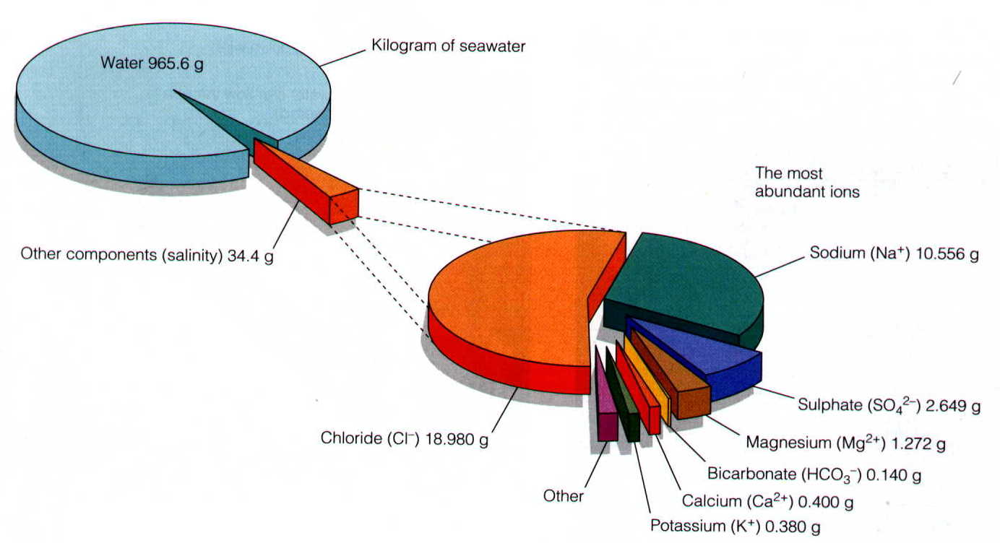 Water 965.6 g
Kilogram of seawater
Other components (salinity) 34.4 g
The most
abundant ions
Sodium (Na⁺) 10.556 g
Sulphate (SO₄²⁻) 2.649 g
Magnesium (Mg²⁺) 1.272 g
Bicarbonate (HCO₃⁻) 0.140 g
Calcium (Ca²⁺) 0.400 g
Potassium (K⁺) 0.380 g
Other
Chloride (Cl⁻) 18.980 g